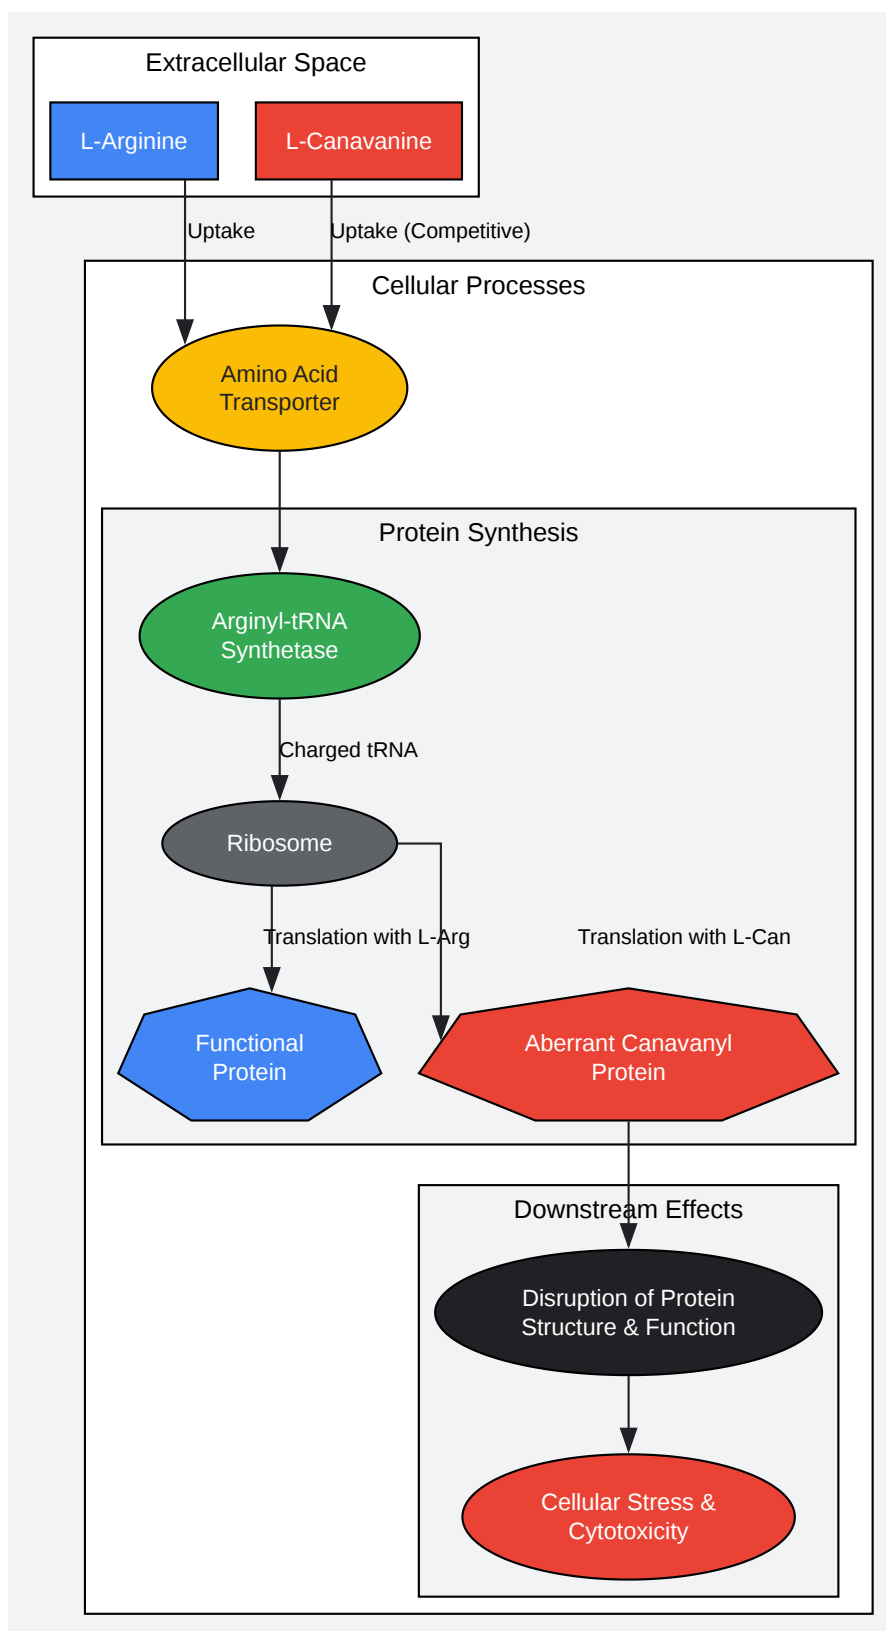 Extracellular Space
L-Arginine
L-Canavanine
Uptake
Uptake (Competitive)
Cellular Processes
Amino Acid
Transporter
Protein Synthesis
Arginyl-tRNA
Synthetase
Charged tRNA
Ribosome
Translation with L-Arg
Translation with L-Can
Functional
Protein
Aberrant Canavanyl
Protein
Downstream Effects
Disruption of Protein
Structure & Function
Cellular Stress &
Cytotoxicity